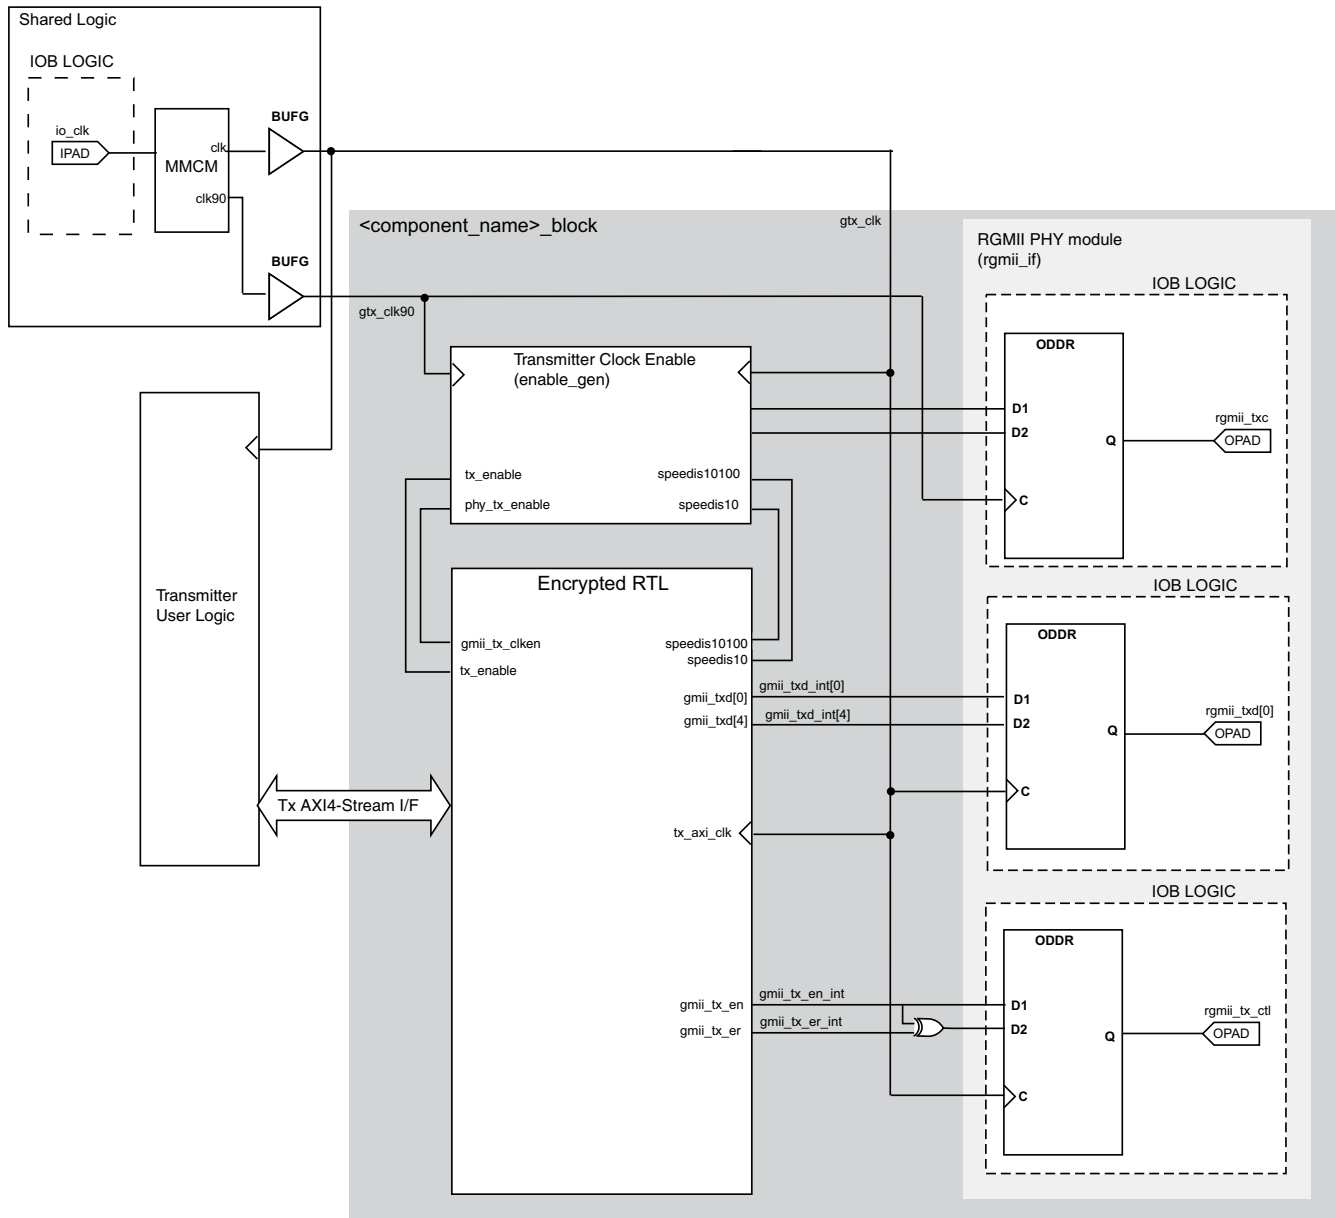 Shared Logic
IOB LOGIC
io_clk
IPAD
MMCM
clk
clk90
BUFG
BUFG
<component_name>_block
gtx_clk
gtx_clk90
RGMII PHY module
(rgmii_if)
Transmitter Clock Enable
(enable_gen)
tx_enable
phy_tx_enable
speedis10100
speedis10
IOB LOGIC
ODDR
D1
D2
Q
C
rgmii_txc
OPAD
Transmitter
User Logic
Tx AXI4-Stream I/F
Encrypted RTL
gmii_tx_clken
tx_enable
speedis10100
speedis10
gmii_txd[0]
gmii_txd[4]
gmii_txd_int[0]
gmii_txd_int[4]
tx_axi_clk
gmii_tx_en
gmii_tx_er
gmii_tx_en_int
gmii_tx_er_int
IOB LOGIC
ODDR
D1
D2
Q
C
rgmii_txd[0]
OPAD
IOB LOGIC
ODDR
D1
D2
Q
C
rgmii_tx_ctl
OPAD